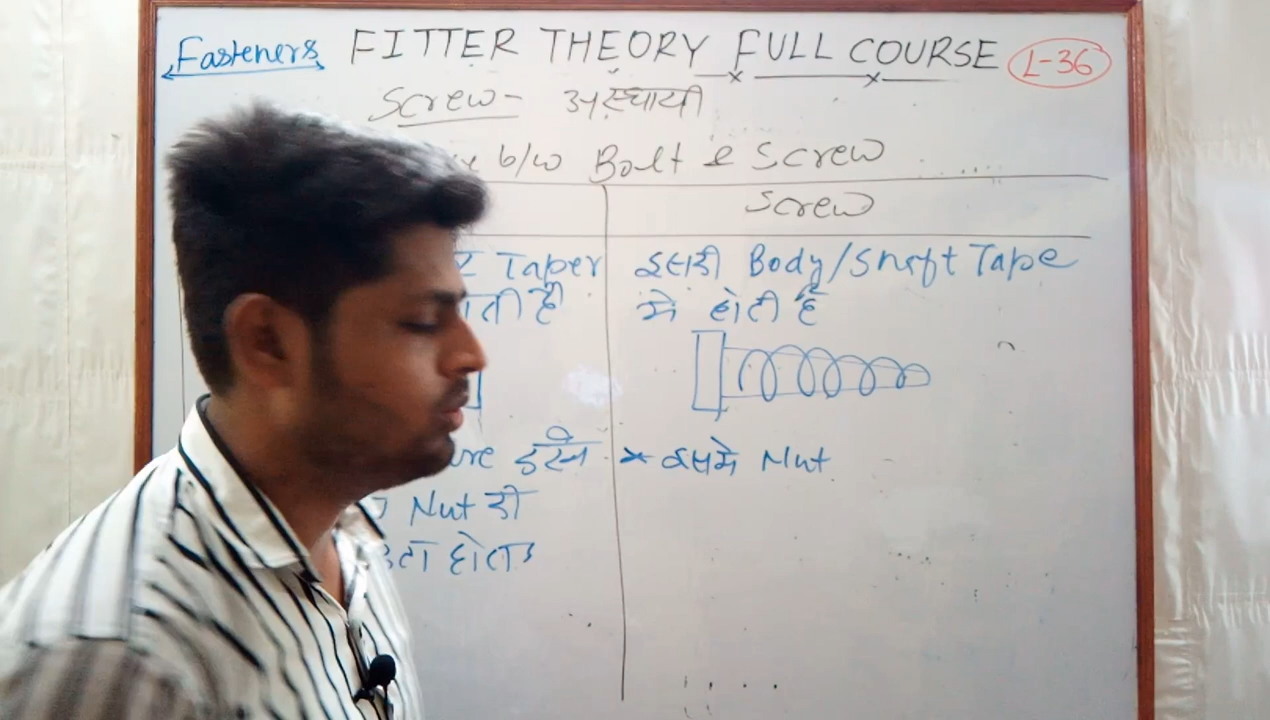 Fasteners FITTER THEORY FULL COURSE L-36
Screw- अस्थायी
b/w Bolt & Screw
Screw
Taper
इसकी Body/Shaft Tape
में होती है
इसमे Nut
Nut की
होता